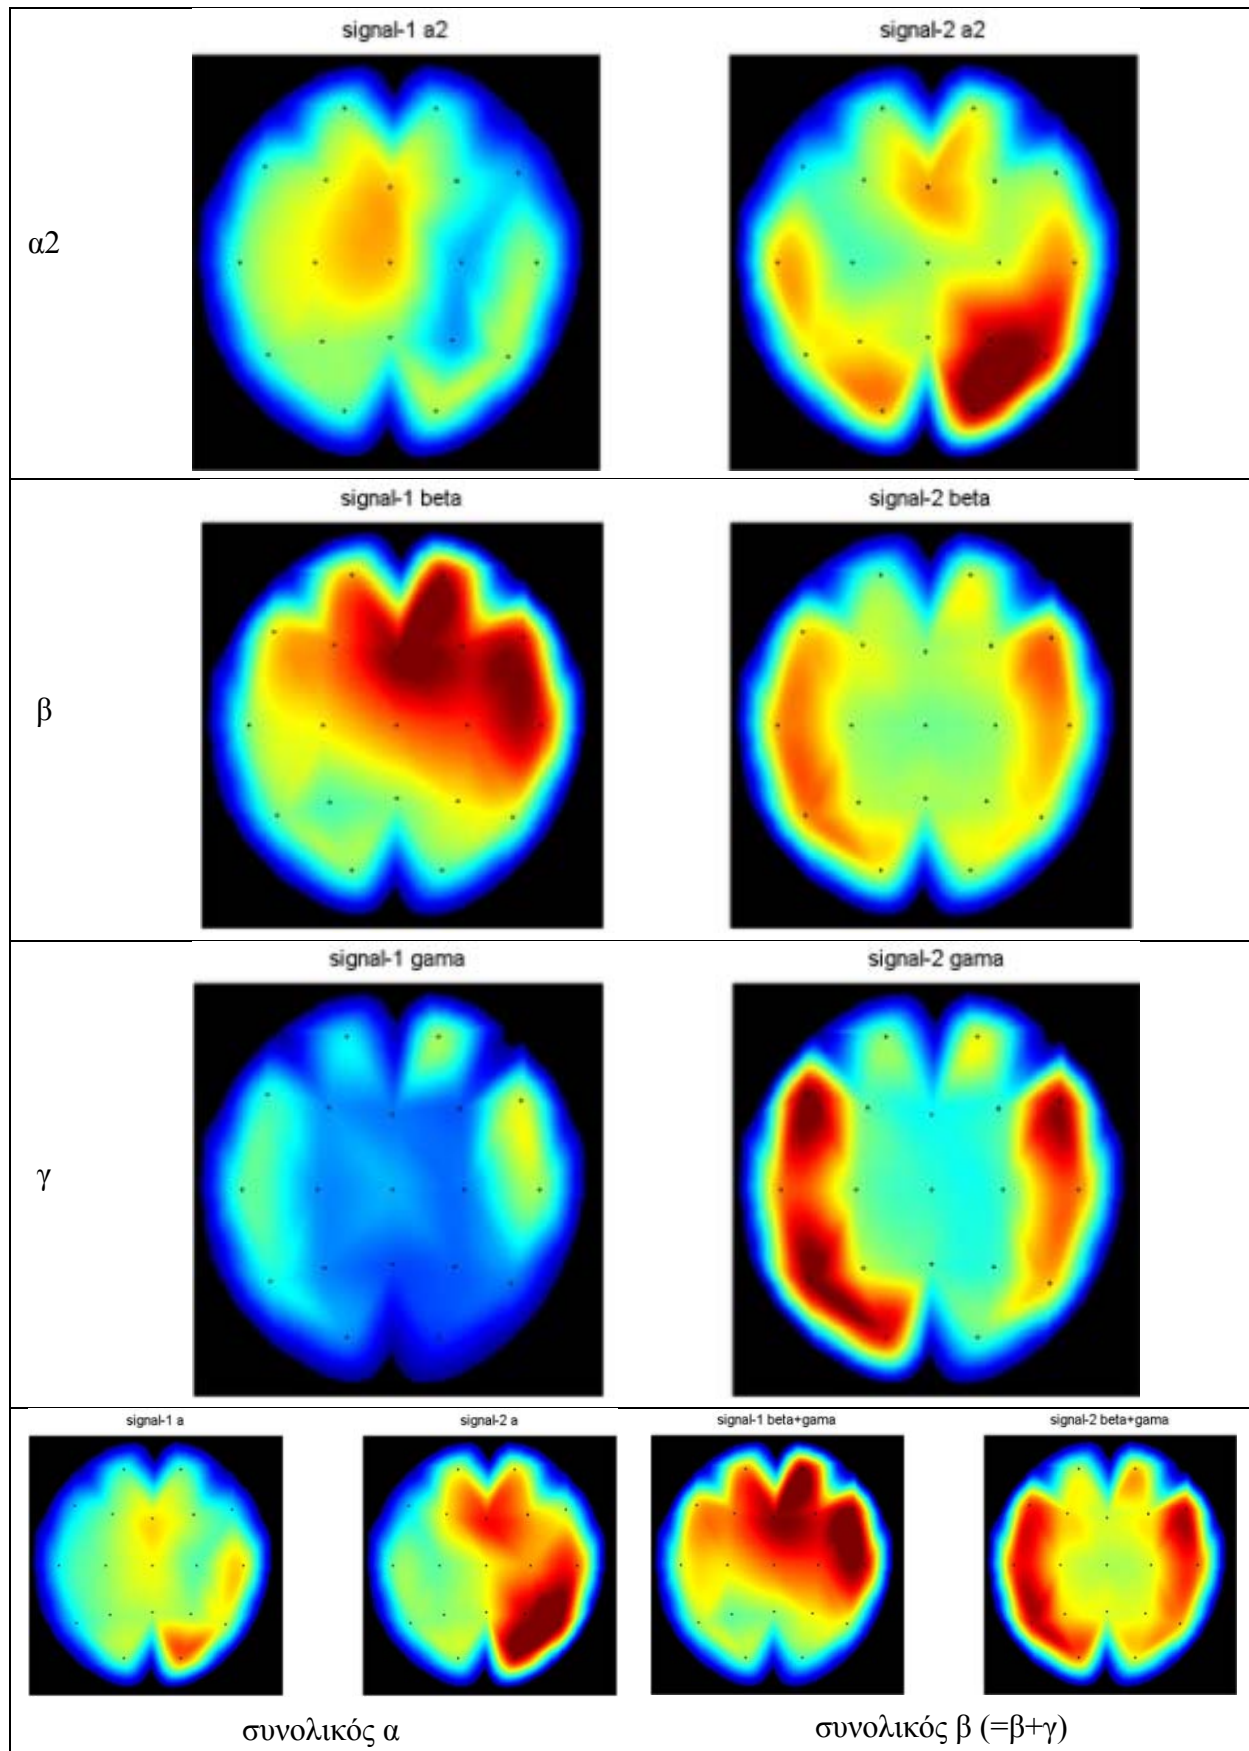 signal-1 a2 signal-2 a2
α2
signal-1 beta signal-2 beta
β
signal-1 gama signal-2 gama
γ
signal-1 a signal-2 a signal-1 beta+gama signal-2 beta+gama
συνολικός α συνολικός β (=β+γ)